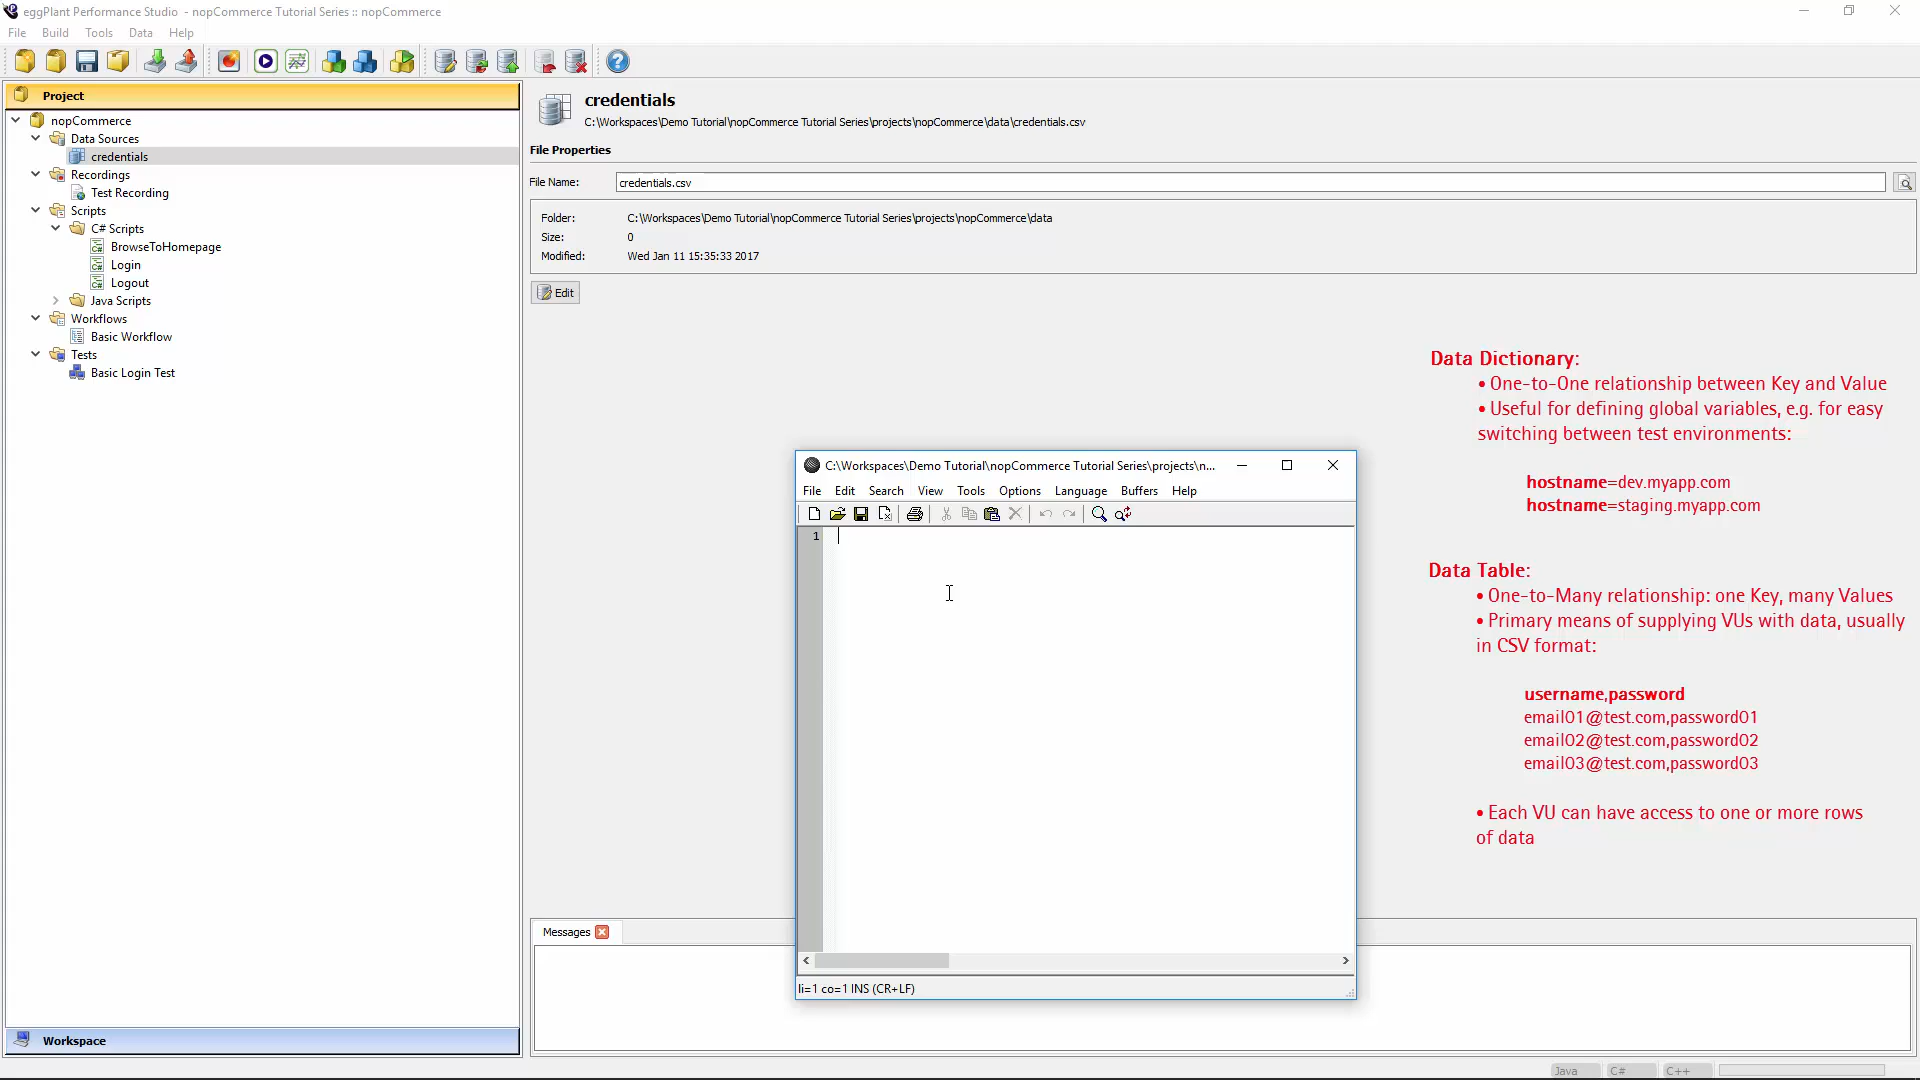 eggPlant Performance Studio - nopCommerce Tutorial Series :: nopCommerce
File Build Tools Data Help
Project
nopCommerce
Data Sources
credentials
Recordings
Test Recording
Scripts
C# Scripts
BrowseToHomepage
Login
Logout
Java Scripts
Workflows
Basic Workflow
Tests
Basic Login Test
Workspace
credentials
C:\Workspaces\Demo Tutorial\nopCommerce Tutorial Series\projects\nopCommerce\data\credentials.csv
File Properties
File Name: credentials.csv
Folder: C:\Workspaces\Demo Tutorial\nopCommerce Tutorial Series\projects\nopCommerce\data
Size: 0
Modified: Wed Jan 11 15:35:33 2017
Edit
C:\Workspaces\Demo Tutorial\nopCommerce Tutorial Series\projects\n...
File Edit Search View Tools Options Language Buffers Help
1
li=1 co=1 INS (CR+LF)
Data Dictionary:
• One-to-One relationship between Key and Value
• Useful for defining global variables, e.g. for easy
switching between test environments:
hostname=dev.myapp.com
hostname=staging.myapp.com
Data Table:
• One-to-Many relationship: one Key, many Values
• Primary means of supplying VUs with data, usually
in CSV format:
username,password
email01@test.com,password01
email02@test.com,password02
email03@test.com,password03
• Each VU can have access to one or more rows
of data
Messages
Java C# C++